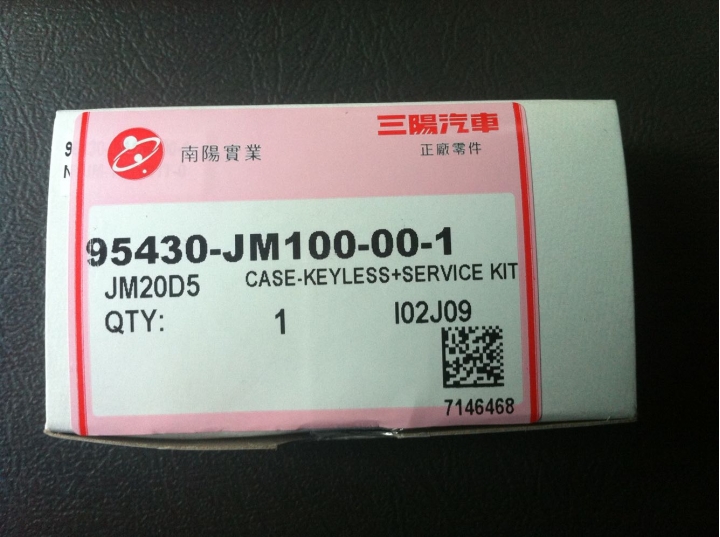 三陽汽車
南陽實業
正廠零件
95430-JM100-00-1
JM20D5 CASE-KEYLESS+SERVICE KIT
QTY: 1 I02J09
7146468